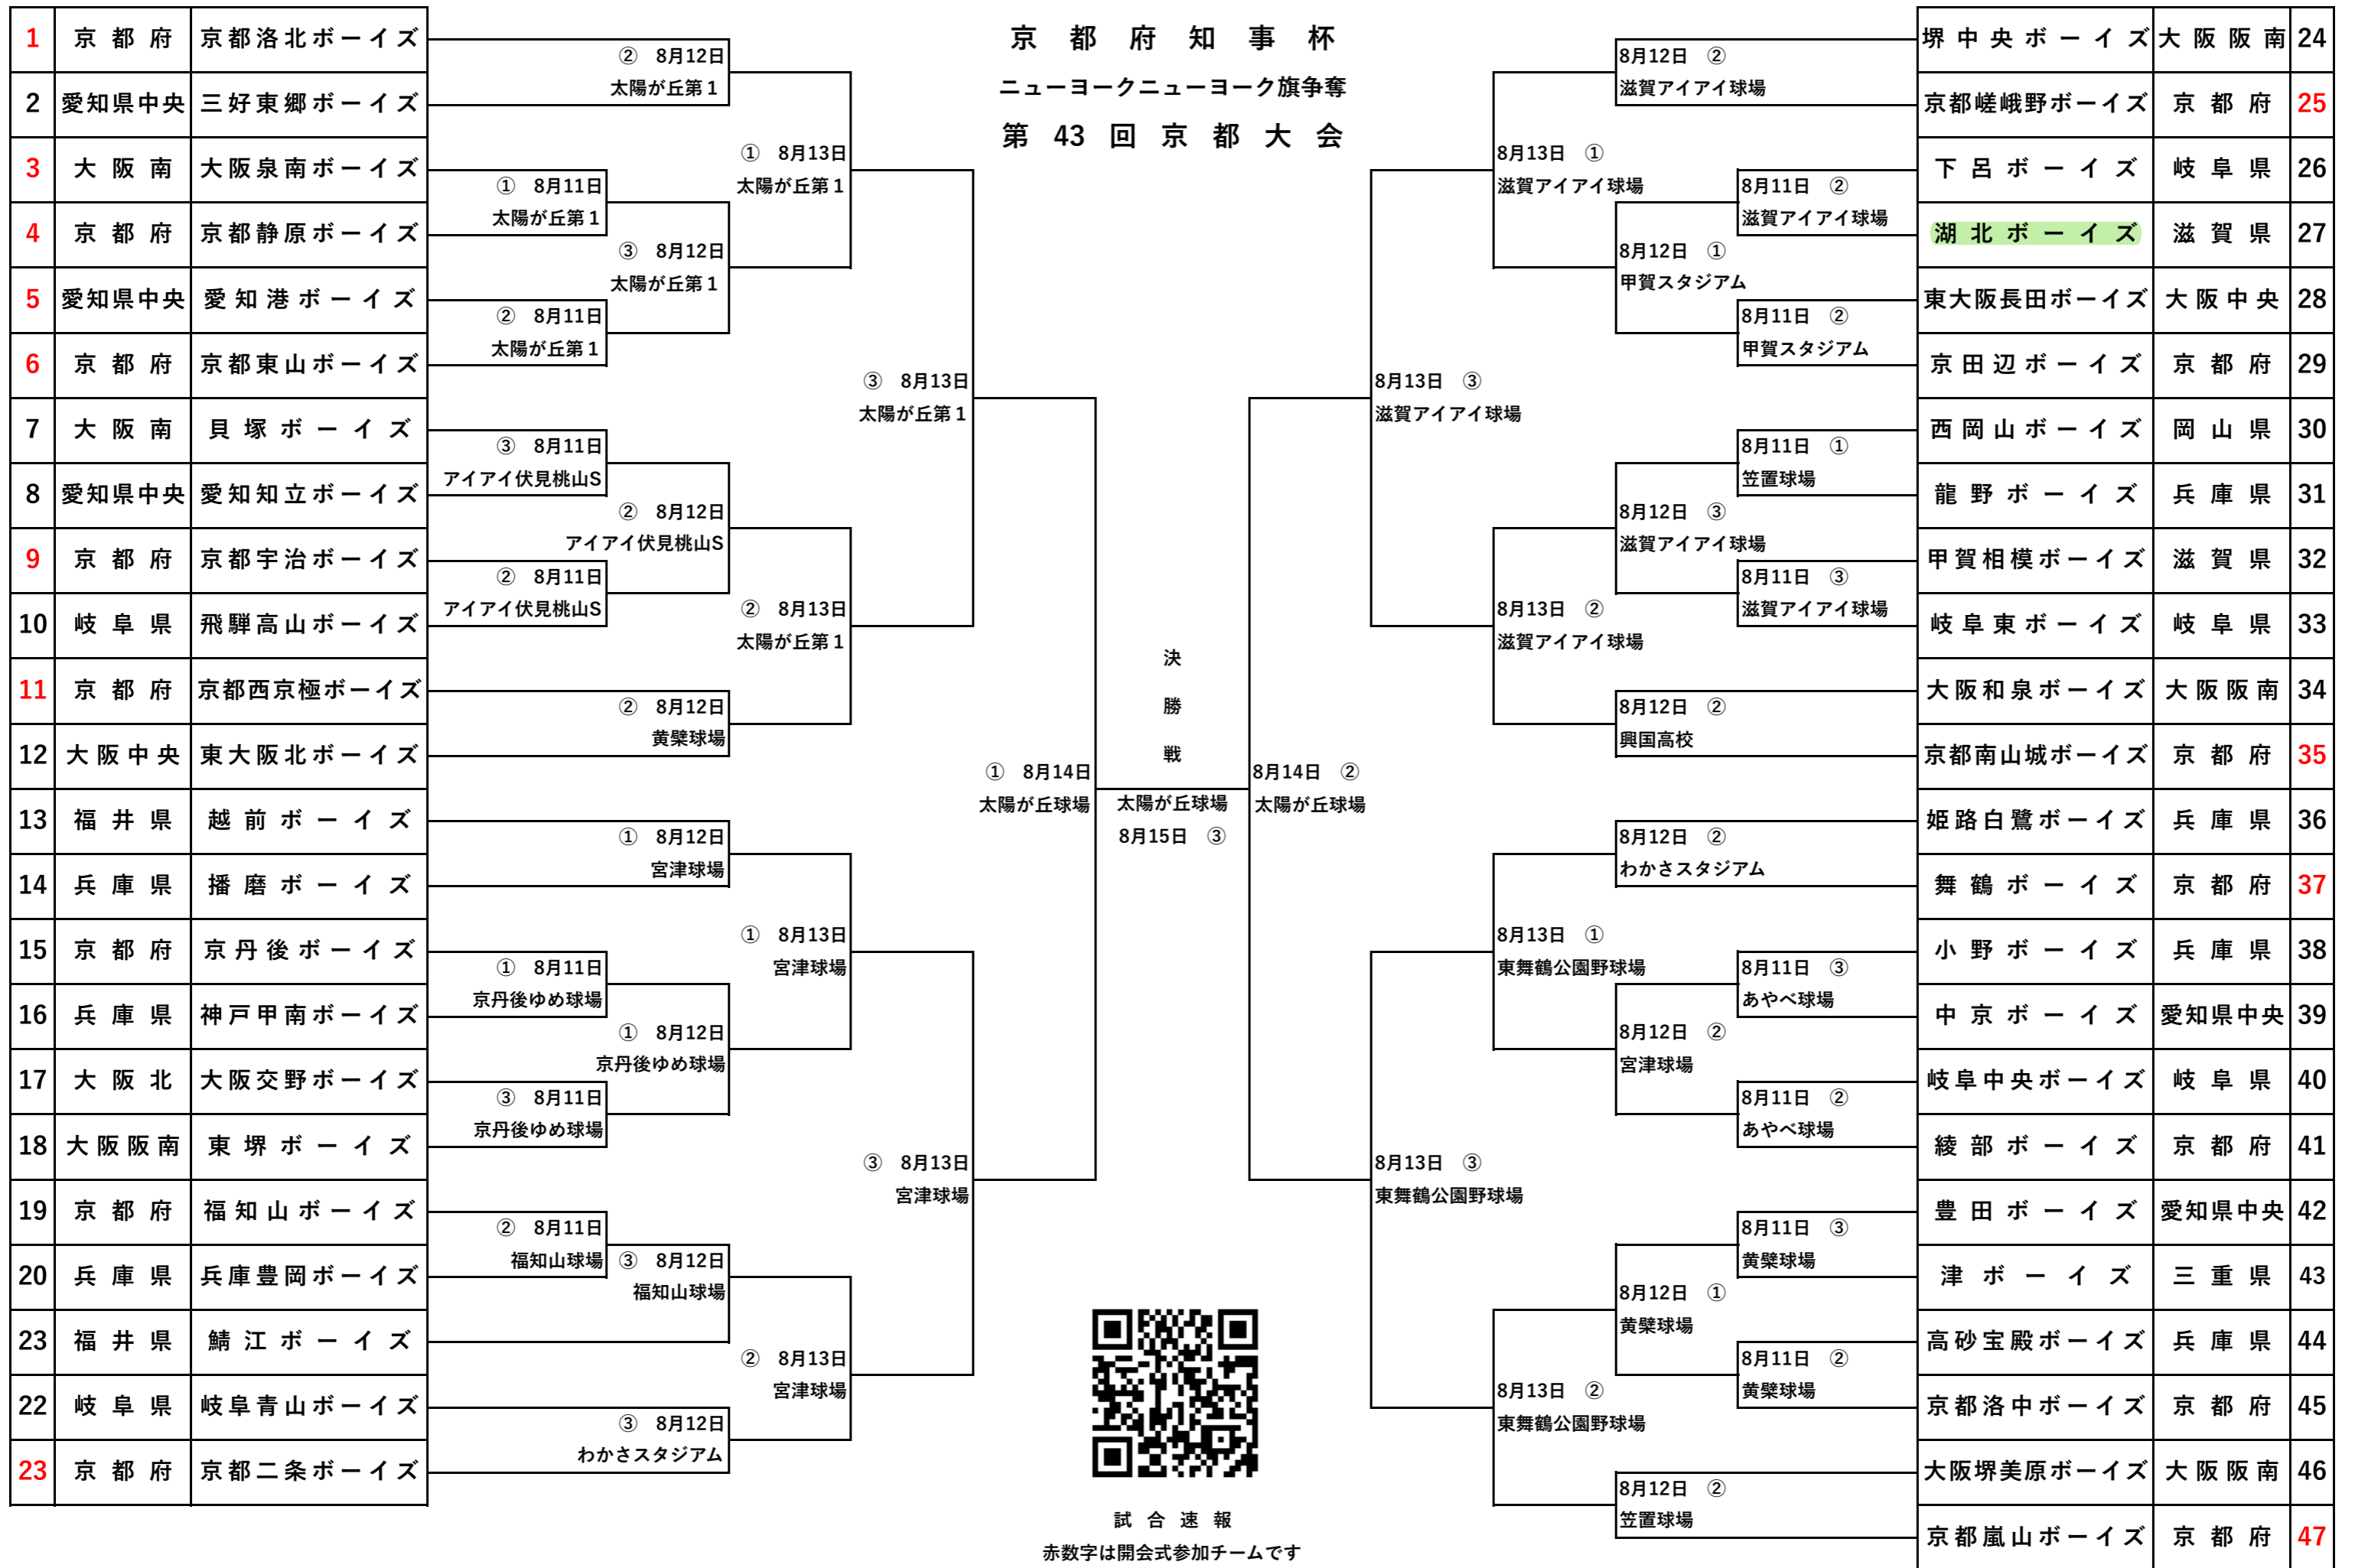 京都府知事杯
ニューヨークニューヨーク旗争奪
第43回京都大会
1 京都府 京都洛北ボーイズ
2 愛知県中央 三好東郷ボーイズ
3 大阪南 大阪泉南ボーイズ
4 京都府 京都静原ボーイズ
5 愛知県中央 愛知港ボーイズ
6 京都府 京都東山ボーイズ
7 大阪南 貝塚ボーイズ
8 愛知県中央 愛知知立ボーイズ
9 京都府 京都宇治ボーイズ
10 岐阜県 飛騨高山ボーイズ
11 京都府 京都西京極ボーイズ
12 大阪中央 東大阪北ボーイズ
13 福井県 越前ボーイズ
14 兵庫県 播磨ボーイズ
15 京都府 京丹後ボーイズ
16 兵庫県 神戸甲南ボーイズ
17 大阪北 大阪交野ボーイズ
18 大阪阪南 東堺ボーイズ
19 京都府 福知山ボーイズ
20 兵庫県 兵庫豊岡ボーイズ
23 福井県 鯖江ボーイズ
22 岐阜県 岐阜青山ボーイズ
23 京都府 京都二条ボーイズ
② 8月12日
太陽が丘第1
① 8月11日
太陽が丘第1
③ 8月12日
太陽が丘第1
② 8月11日
太陽が丘第1
① 8月13日
太陽が丘第1
③ 8月11日
アイアイ伏見桃山S
② 8月12日
アイアイ伏見桃山S
② 8月11日
アイアイ伏見桃山S
② 8月13日
太陽が丘第1
② 8月12日
黄檗球場
③ 8月13日
太陽が丘第1
① 8月12日
宮津球場
① 8月13日
宮津球場
① 8月11日
京丹後ゆめ球場
① 8月12日
京丹後ゆめ球場
③ 8月11日
京丹後ゆめ球場
③ 8月13日
宮津球場
② 8月11日
福知山球場
③ 8月12日
福知山球場
② 8月13日
宮津球場
③ 8月12日
わかさスタジアム
① 8月14日
太陽が丘球場
決勝戦
太陽が丘球場
8月15日 ③
8月14日 ②
太陽が丘球場
8月12日 ②
滋賀アイアイ球場
8月13日 ①
滋賀アイアイ球場
8月11日 ②
滋賀アイアイ球場
8月12日 ①
甲賀スタジアム
8月11日 ②
甲賀スタジアム
8月13日 ③
滋賀アイアイ球場
8月11日 ①
笠置球場
8月12日 ③
滋賀アイアイ球場
8月11日 ③
滋賀アイアイ球場
8月13日 ②
滋賀アイアイ球場
8月12日 ②
興国高校
8月12日 ②
わかさスタジアム
8月13日 ①
東舞鶴公園野球場
8月11日 ③
あやべ球場
8月12日 ②
宮津球場
8月11日 ②
あやべ球場
8月13日 ③
東舞鶴公園野球場
8月11日 ③
黄檗球場
8月12日 ①
黄檗球場
8月11日 ②
黄檗球場
8月13日 ②
東舞鶴公園野球場
8月12日 ②
笠置球場
堺中央ボーイズ 大阪阪南 24
京都嵯峨野ボーイズ 京都府 25
下呂ボーイズ 岐阜県 26
湖北ボーイズ 滋賀県 27
東大阪長田ボーイズ 大阪中央 28
京田辺ボーイズ 京都府 29
西岡山ボーイズ 岡山県 30
龍野ボーイズ 兵庫県 31
甲賀相模ボーイズ 滋賀県 32
岐阜東ボーイズ 岐阜県 33
大阪和泉ボーイズ 大阪阪南 34
京都南山城ボーイズ 京都府 35
姫路白鷺ボーイズ 兵庫県 36
舞鶴ボーイズ 京都府 37
小野ボーイズ 兵庫県 38
中京ボーイズ 愛知県中央 39
岐阜中央ボーイズ 岐阜県 40
綾部ボーイズ 京都府 41
豊田ボーイズ 愛知県中央 42
津ボーイズ 三重県 43
高砂宝殿ボーイズ 兵庫県 44
京都洛中ボーイズ 京都府 45
大阪堺美原ボーイズ 大阪阪南 46
京都嵐山ボーイズ 京都府 47
試合速報
赤数字は開会式参加チームです